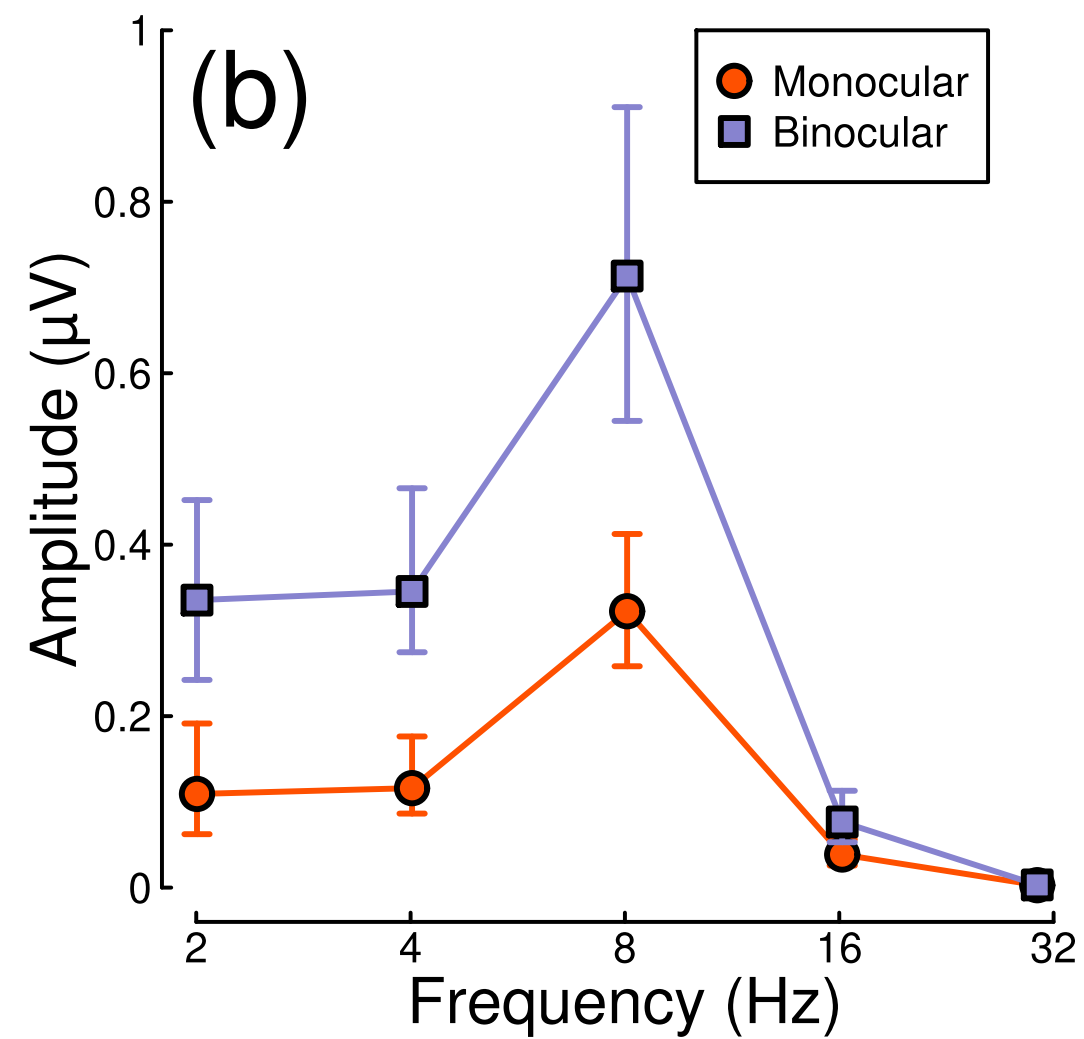 (b)
Monocular
Binocular
1
0.8
0.6
0.4
0.2
0
Amplitude (µV)
2 4 8 16 32
Frequency (Hz)